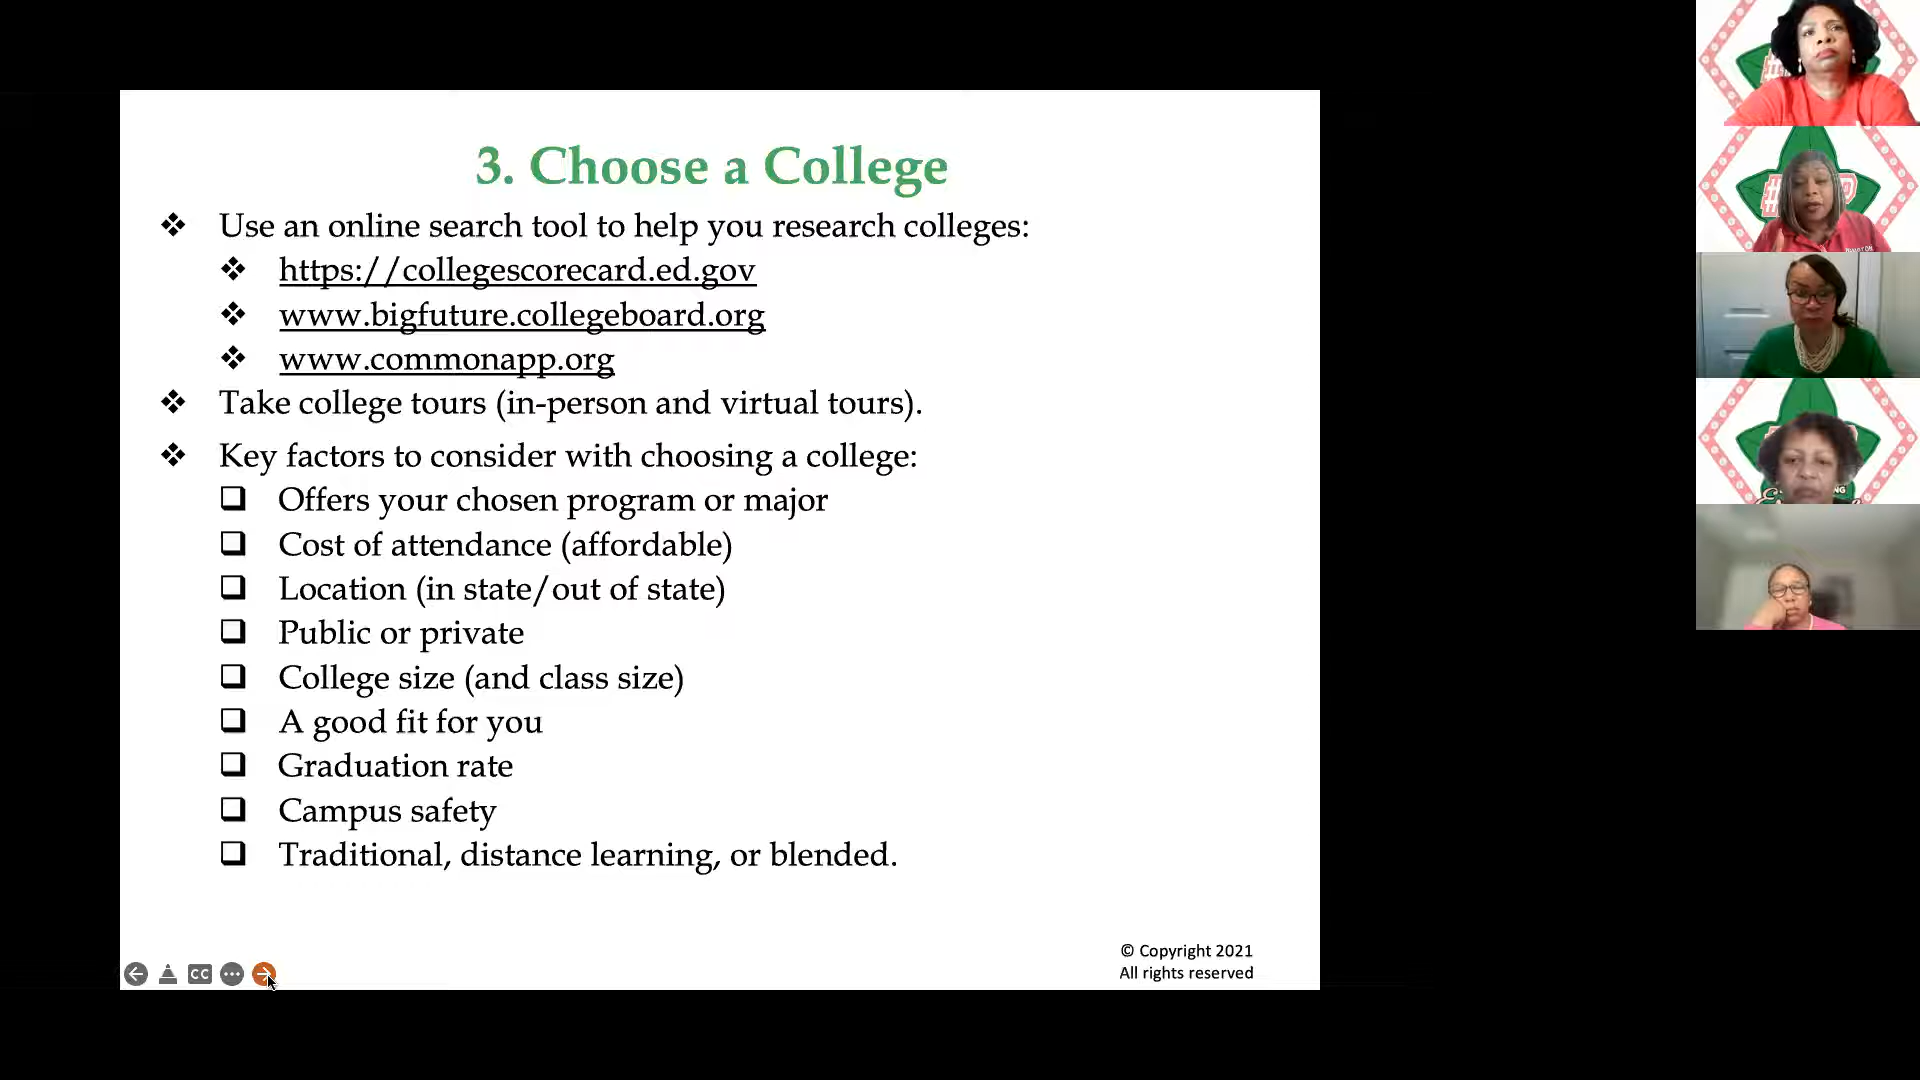 3. Choose a College
Use an online search tool to help you research colleges:
https://collegescorecard.ed.gov
www.bigfuture.collegeboard.org
www.commonapp.org
Take college tours (in-person and virtual tours).
Key factors to consider with choosing a college:
Offers your chosen program or major
Cost of attendance (affordable)
Location (in state/out of state)
Public or private
College size (and class size)
A good fit for you
Graduation rate
Campus safety
Traditional, distance learning, or blended.
© Copyright 2021
All rights reserved
CC